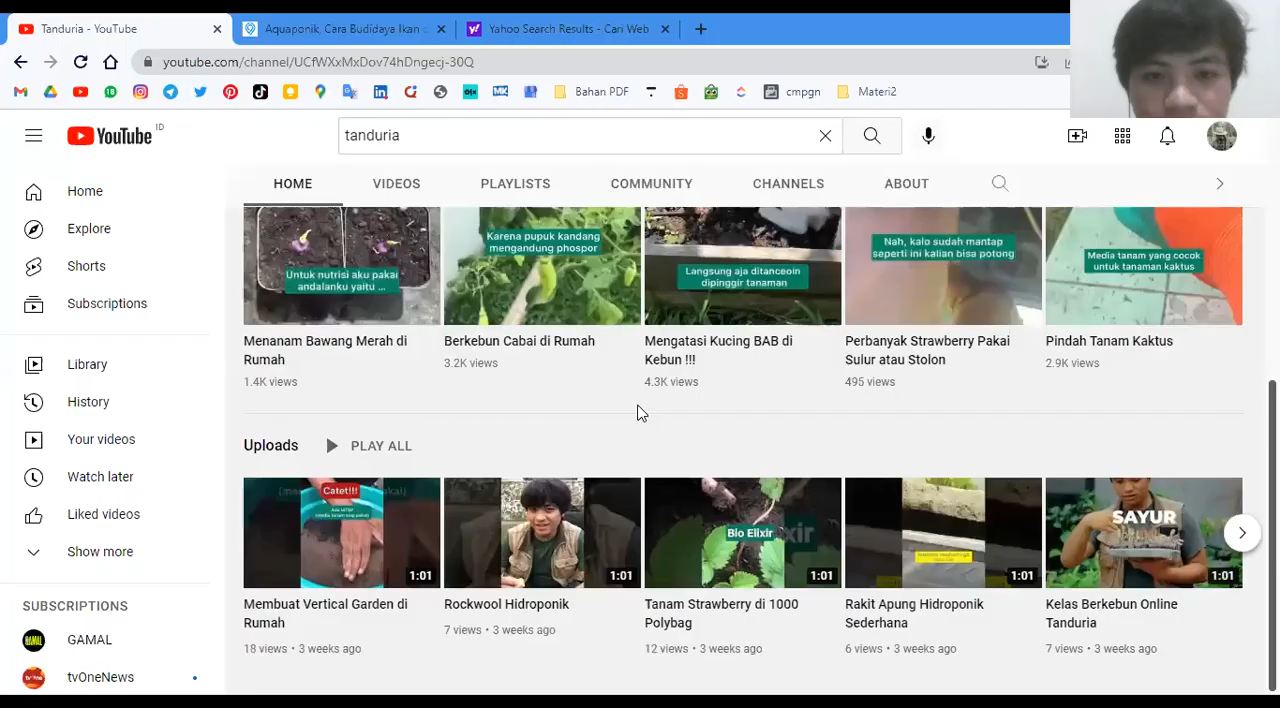 Tanduria - YouTube
Aquaponik, Cara Budidaya Ikan d
Yahoo Search Results - Cari Web
youtube.com/channel/UCfWXxMxDov74hDngecj-30Q
Bahan PDF
cmpgn
Materi2
YouTube ID
tanduria
HOME VIDEOS PLAYLISTS COMMUNITY CHANNELS ABOUT
Home
Explore
Shorts
Subscriptions
Library
History
Your videos
Watch later
Liked videos
Show more
SUBSCRIPTIONS
GAMAL
tvOneNews
Untuk nutrisi aku pakai
andalanku yaitu ...
Menanam Bawang Merah di
Rumah
1.4K views
Karena pupuk kandang
mengandung phospor
Berkebun Cabai di Rumah
3.2K views
Langsung aja ditanceoin
dipinggir tanaman
Mengatasi Kucing BAB di
Kebun !!!
4.3K views
Nah, kalo sudah mantap
seperti ini kalian bisa potong
Perbanyak Strawberry Pakai
Sulur atau Stolon
495 views
Media tanam yang cocok
untuk tanaman kaktus
Pindah Tanam Kaktus
2.9K views
Uploads
PLAY ALL
Catet!!!
1:01
Membuat Vertical Garden di
Rumah
18 views • 3 weeks ago
1:01
Rockwool Hidroponik
7 views • 3 weeks ago
Bio Elixir
1:01
Tanam Strawberry di 1000
Polybag
12 views • 3 weeks ago
1:01
Rakit Apung Hidroponik
Sederhana
6 views • 3 weeks ago
SAYUR
1:01
Kelas Berkebun Online
Tanduria
7 views • 3 weeks ago